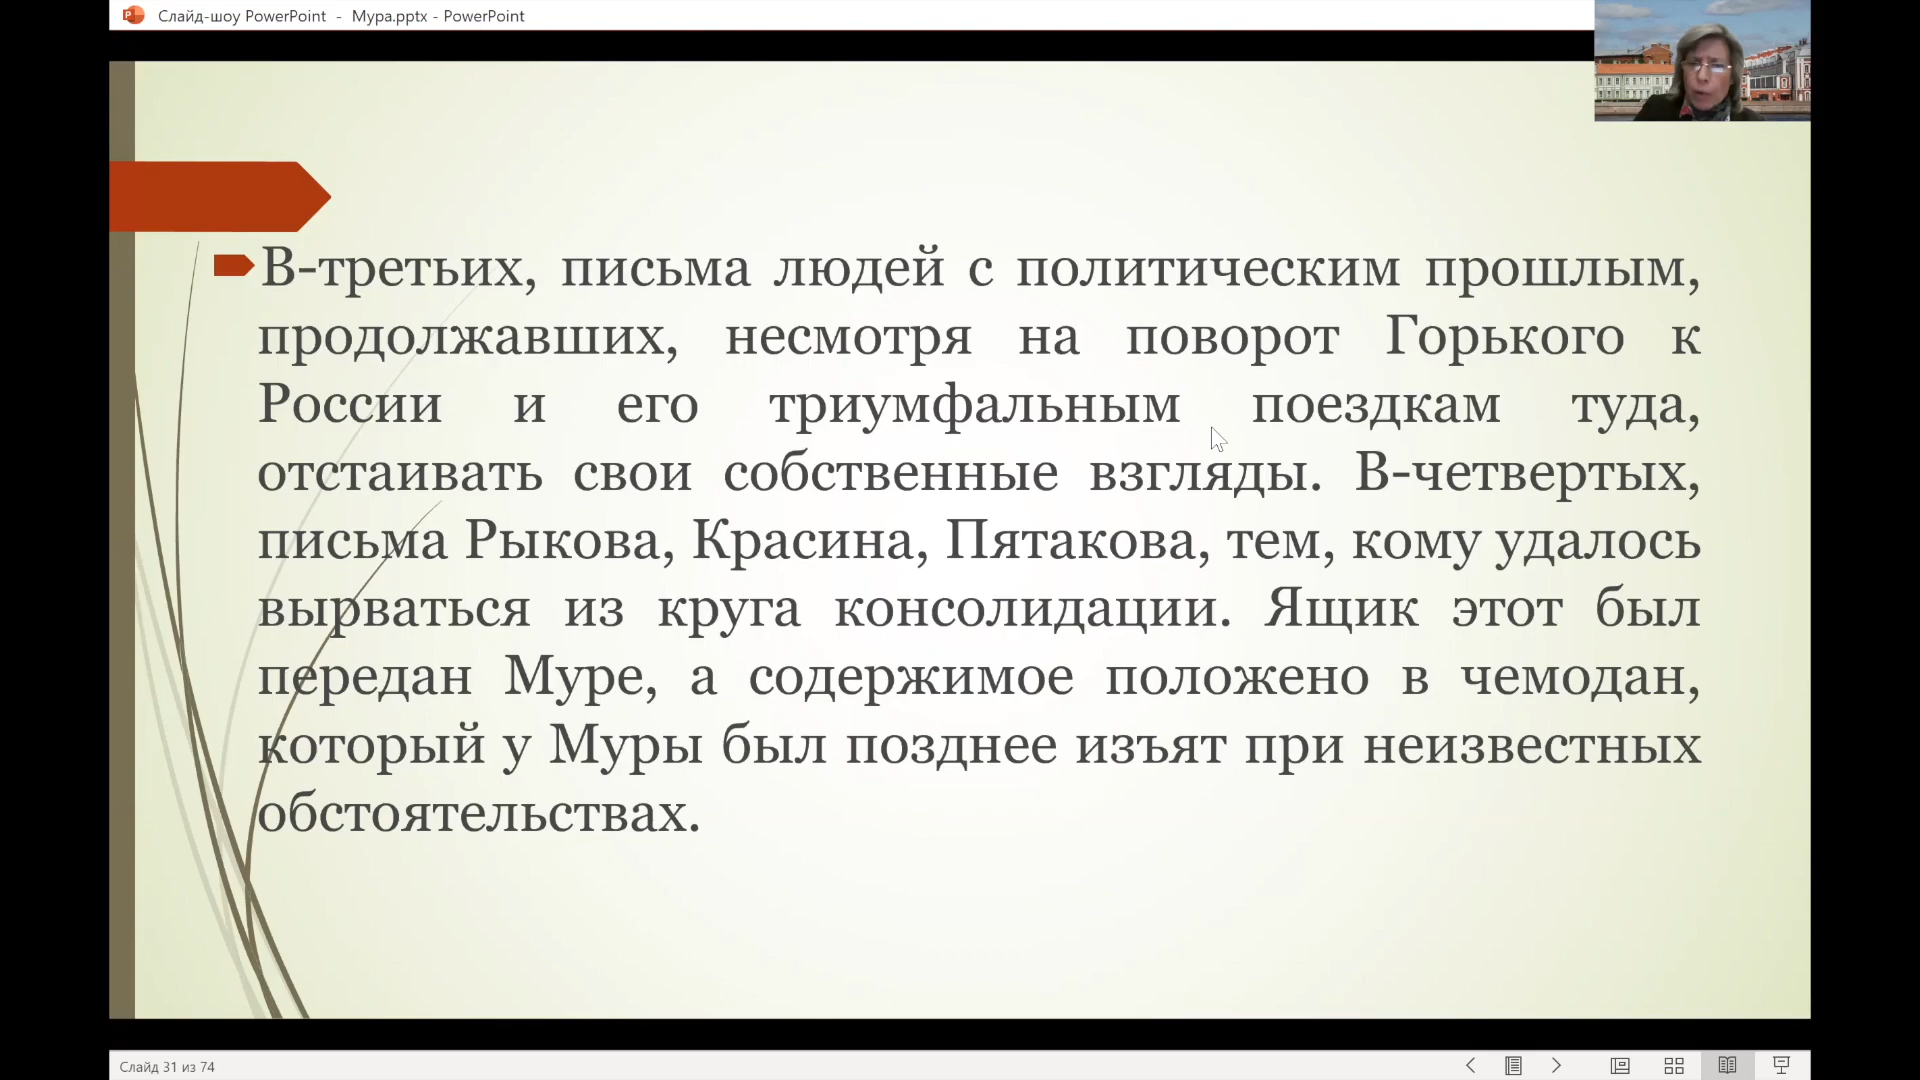 Слайд-шоу PowerPoint - Мура.pptx - PowerPoint
В-третьих, письма людей с политическим прошлым,
продолжавших, несмотря на поворот Горького к
России и его триумфальным поездкам туда,
отстаивать свои собственные взгляды. В-четвертых,
письма Рыкова, Красина, Пятакова, тем, кому удалось
вырваться из круга консолидации. Ящик этот был
передан Муре, а содержимое положено в чемодан,
который у Муры был позднее изъят при неизвестных
обстоятельствах.
Слайд 31 из 74